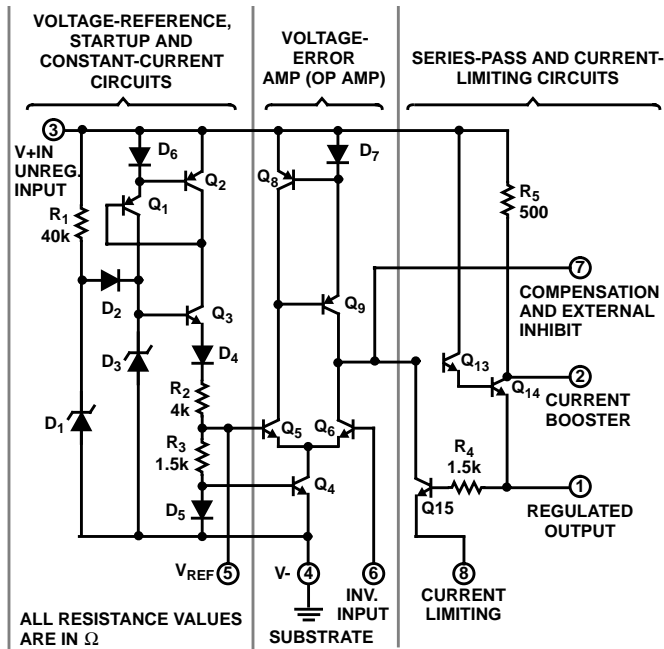 VOLTAGE-REFERENCE,
STARTUP AND
CONSTANT-CURRENT
CIRCUITS
VOLTAGE-
ERROR
AMP (OP AMP)
SERIES-PASS AND CURRENT-
LIMITING CIRCUITS
3
V+IN
UNREG.
INPUT
D6
Q2
Q1
R1
40k
D2
Q3
D3
D4
D1
R2
4k
R3
1.5k
D5
VREF
5
Q8
D7
Q9
Q5
Q6
Q4
V-
4
6
INV.
INPUT
SUBSTRATE
R5
500
7
COMPENSATION
AND EXTERNAL
INHIBIT
Q13
Q14
2
CURRENT
BOOSTER
R4
1.5k
Q15
1
REGULATED
OUTPUT
8
CURRENT
LIMITING
ALL RESISTANCE VALUES
ARE IN Ω